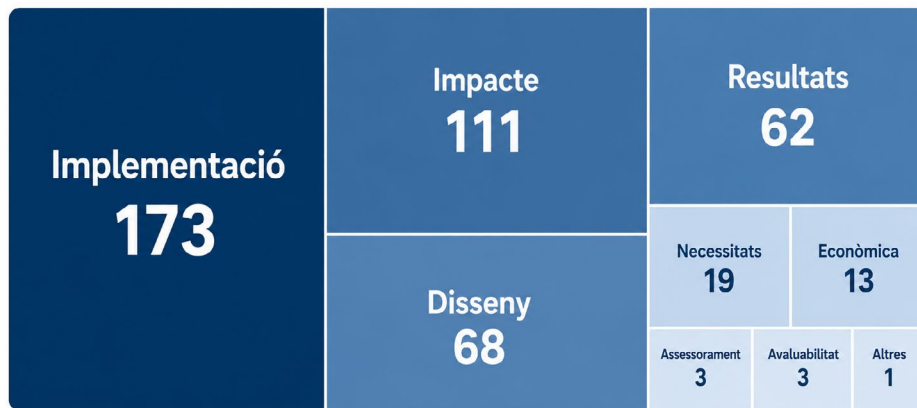 Implementació
173
Impacte
111
Disseny
68
Resultats
62
Necessitats
19
Econòmica
13
Assessorament
3
Avaluabilitat
3
Altres
1